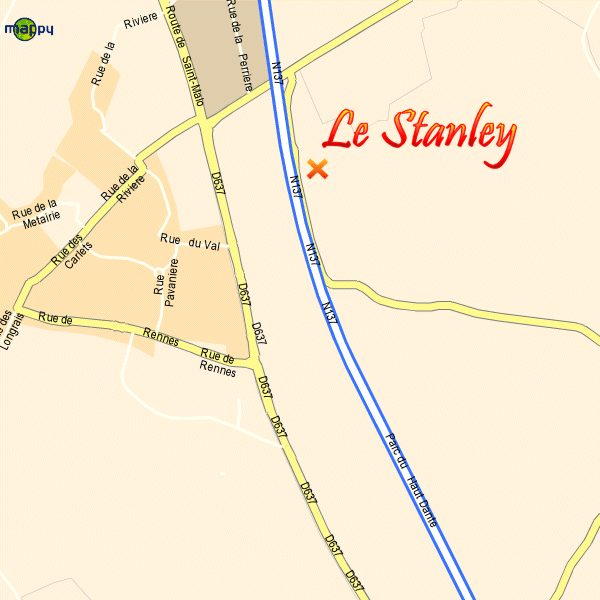 mappy
Rue de la Riviere
Route de Saint-Malo
Rue de la Perriere
N137
Le Stanley
Rue de la
Riviere
D637
N137
Rue de la
Metairie
Rue du Val
N137
Rue des
Carlets
Rue
Pavaniere
D637
N137
des
Longrais
Rue de Rennes
D637
Rue de
Rennes
D637
D637
Parc du Haut Dante
D637
D637
D637